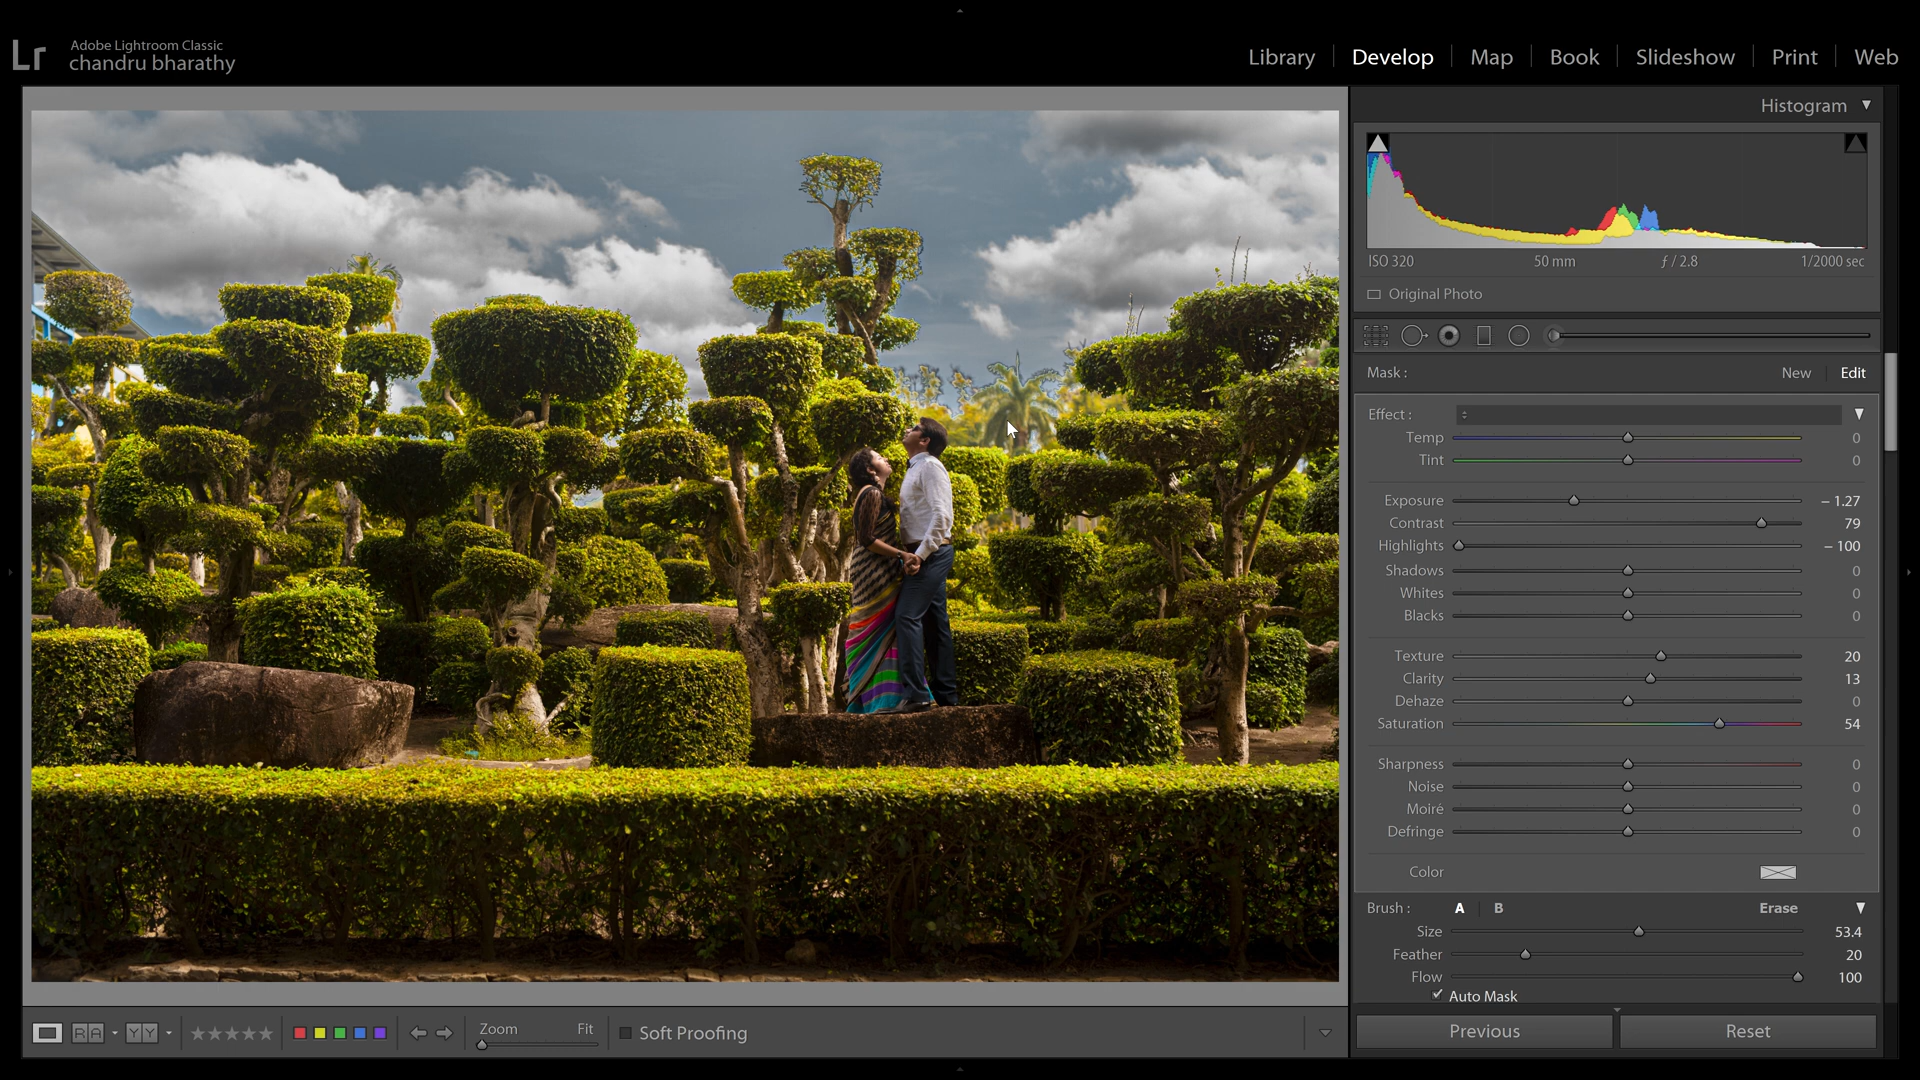 Lr
Adobe Lightroom Classic
chandru bharathy
Library Develop Map Book Slideshow Print Web
Histogram
ISO 320 50 mm ƒ / 2.8 1/2000 sec
Original Photo
Mask : New Edit
Effect :
Temp 0
Tint 0
Exposure – 1.27
Contrast 79
Highlights – 100
Shadows 0
Whites 0
Blacks 0
Texture 20
Clarity 13
Dehaze 0
Saturation 54
Sharpness 0
Noise 0
Moiré 0
Defringe 0
Color
Brush : A B Erase
Size 53.4
Feather 20
Flow 100
Auto Mask
RA YY Zoom Fit Soft Proofing
Previous Reset